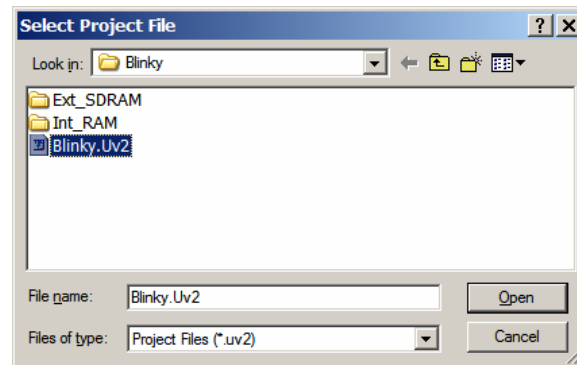 Select Project File
Look in: Blinky
Ext_SDRAM
Int_RAM
Blinky.Uv2
File name: Blinky.Uv2 Open
Files of type: Project Files (*.uv2) Cancel